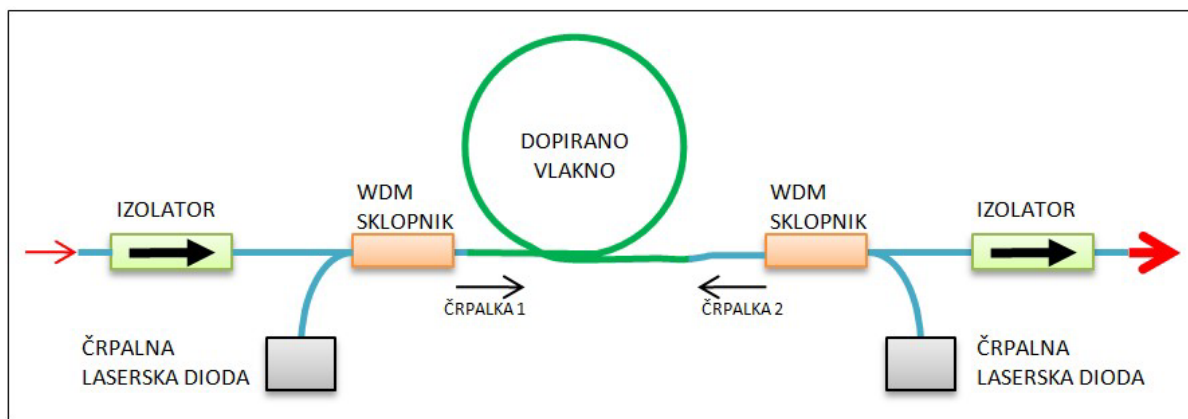 DOPIRANO
VLAKNO
IZOLATOR
WDM
SKLOPNIK
WDM
SKLOPNIK
IZOLATOR
ČRPALKA 1
ČRPALKA 2
ČRPALNA
LASERSKA DIODA
ČRPALNA
LASERSKA DIODA